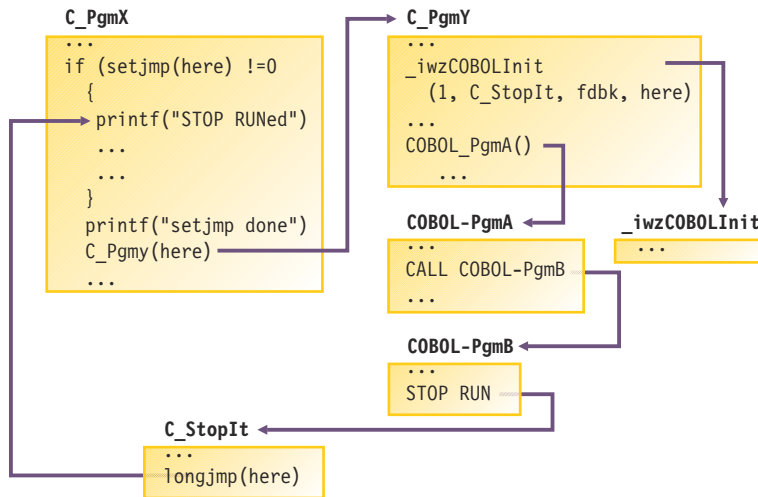 C_PgmX
...
if (setjmp(here) !=0
{
printf("STOP RUNed")
...
...
}
printf("setjmp done")
C_Pgmy(here)
...
C_PgmY
...
_iwzCOBOLInit
(1, C_StopIt, fdbk, here)
...
COBOL_PgmA()
...
COBOL-PgmA
...
CALL COBOL-PgmB
...
_iwzCOBOLInit
...
COBOL-PgmB
...
STOP RUN
C_StopIt
...
longjmp(here)